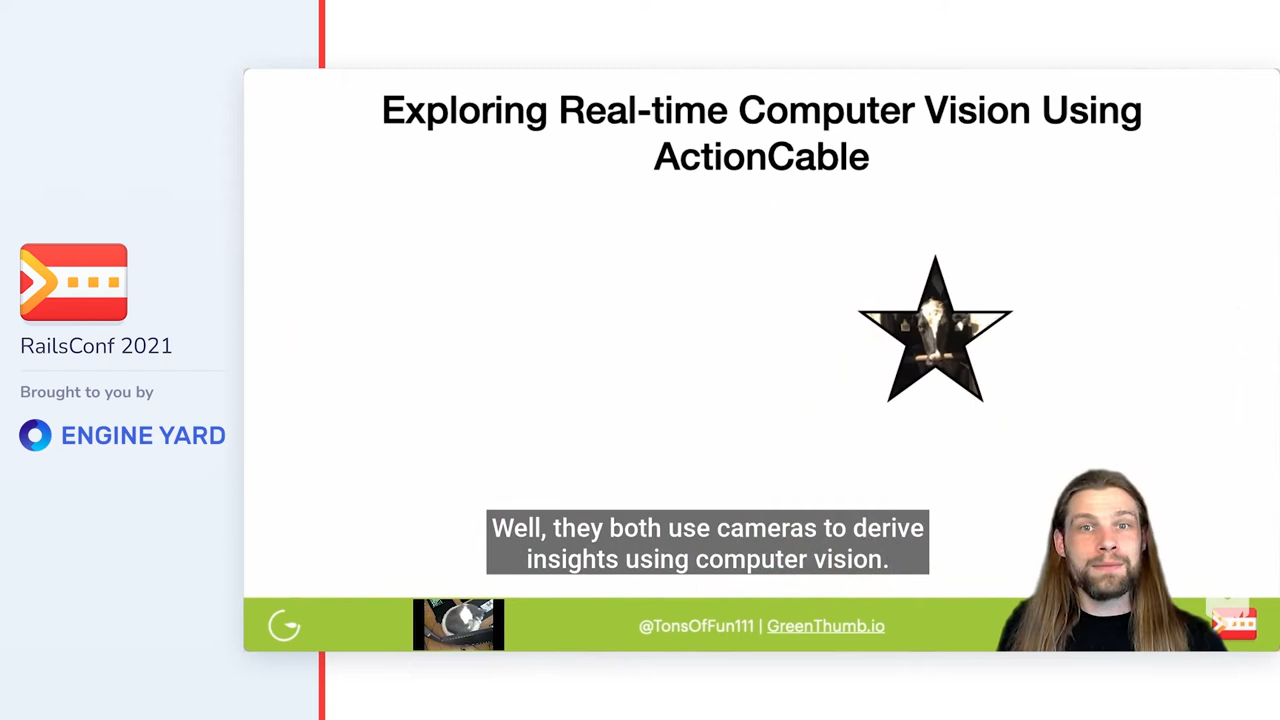 Exploring Real-time Computer Vision Using
ActionCable
RailsConf 2021
Brought to you by
ENGINE YARD
Well, they both use cameras to derive
insights using computer vision.
@TonsOfFun111 | GreenThumb.io